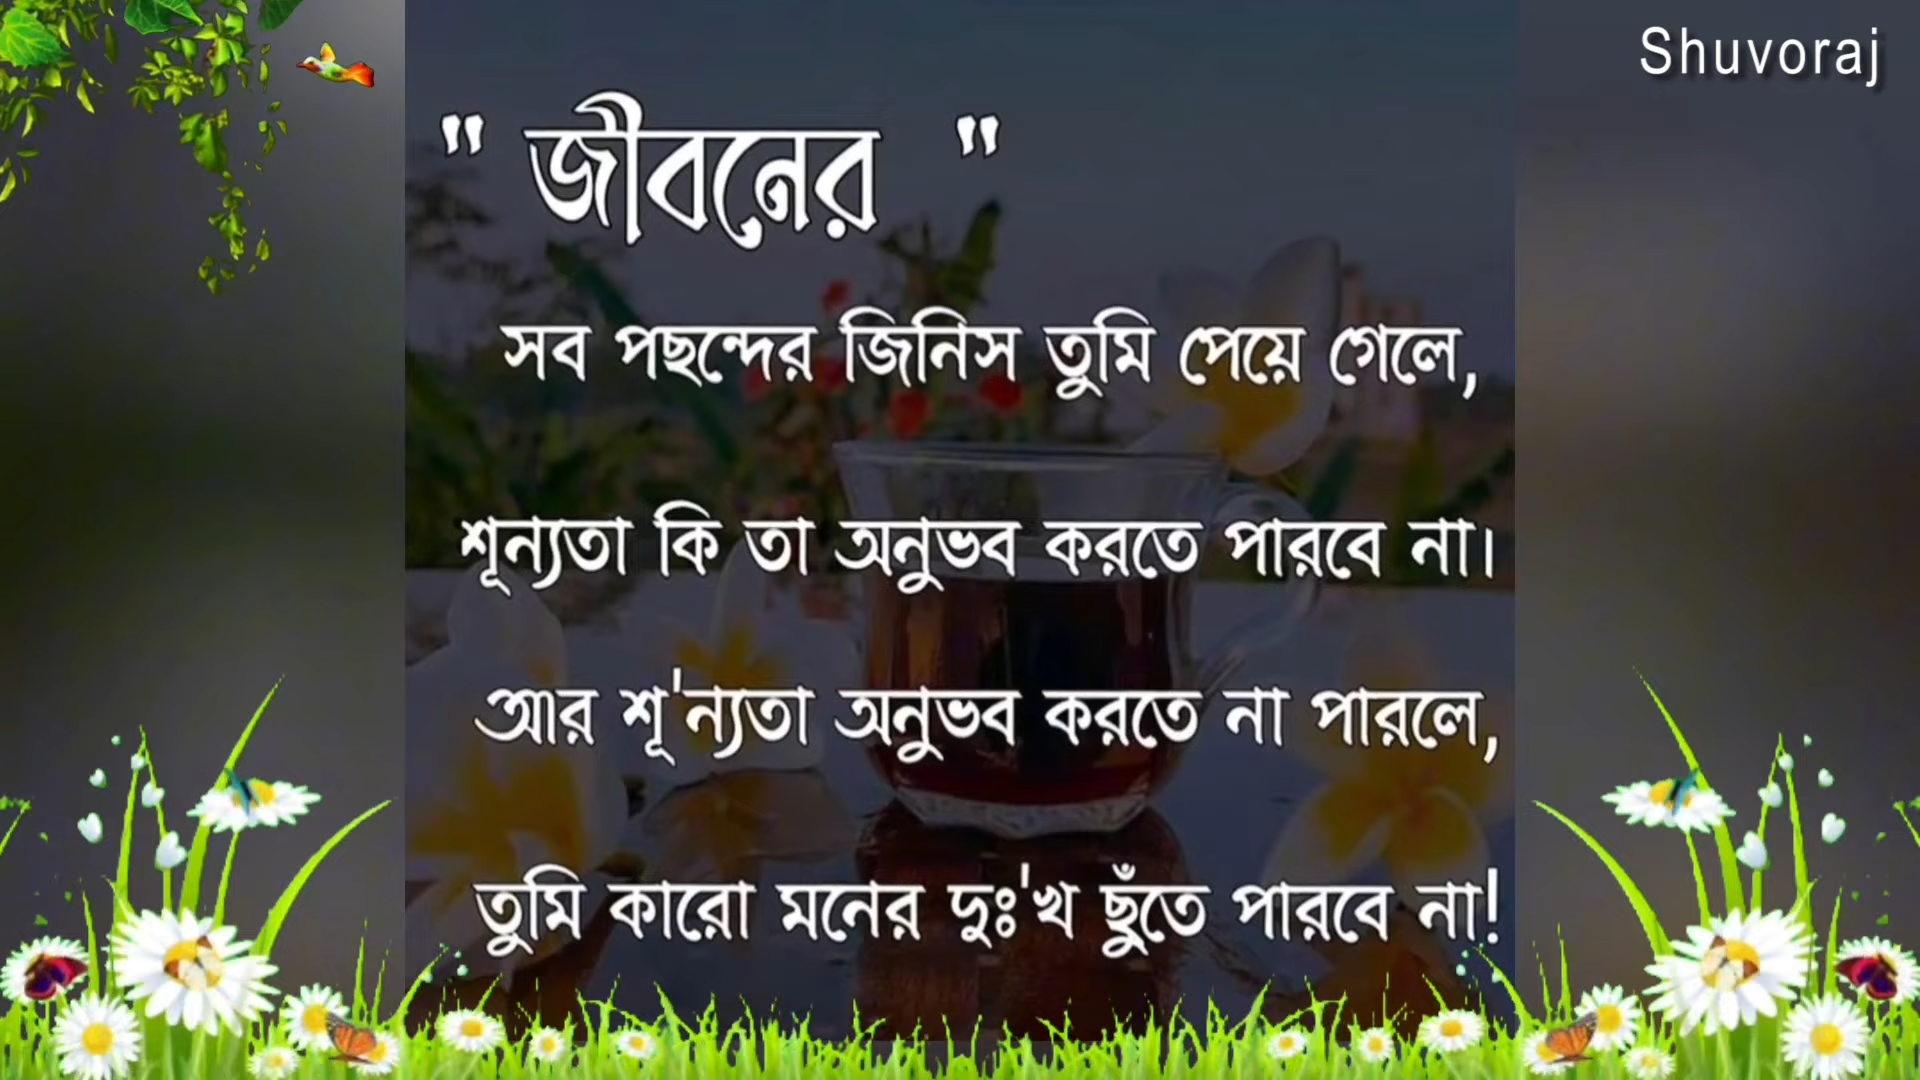 Shuvoraj
" জীবনের "
সব পছন্দের জিনিস তুমি পেয়ে গেলে,
শূন্যতা কি তা অনুভব করতে পারবে না।
আর শূ'ন্যতা অনুভব করতে না পারলে,
তুমি কারো মনের দুঃ'খ ছুঁতে পারবে না!